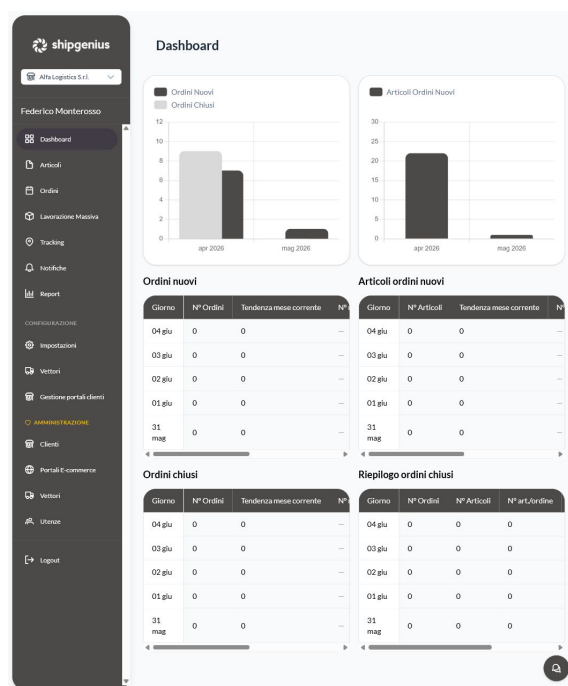 shipgenius
Alfa Logistics S.r.l.
Federico Monterosso
Dashboard
Articoli
Ordini
Lavorazione Massiva
Tracking
Notifiche
Report
CONFIGURAZIONE
Impostazioni
Vettori
Gestione portali clienti
AMMINISTRAZIONE
Clienti
Portali E-commerce
Vettori
Utenze
Logout
Dashboard
Ordini Nuovi
Ordini Chiusi
12
10
8
6
4
2
0
apr 2026 mag 2026
Articoli Ordini Nuovi
30
25
20
15
10
5
0
apr 2026 mag 2026
Ordini nuovi
Giorno N° Ordini Tendenza mese corrente N°
04 giu 0 0 —
03 giu 0 0 —
02 giu 0 0 —
01 giu 0 0 —
31
mag 0 0 —
Articoli ordini nuovi
Giorno N° Articoli Tendenza mese corrente N°
04 giu 0 0 —
03 giu 0 0 —
02 giu 0 0 —
01 giu 0 0 —
31
mag 0 0 —
Ordini chiusi
Giorno N° Ordini Tendenza mese corrente N°
04 giu 0 0 —
03 giu 0 0 —
02 giu 0 0 —
01 giu 0 0 —
31
mag 0 0 —
Riepilogo ordini chiusi
Giorno N° Ordini N° Articoli N° art./ordine
04 giu 0 0 0
03 giu 0 0 0
02 giu 0 0 0
01 giu 0 0 0
31
mag 0 0 0